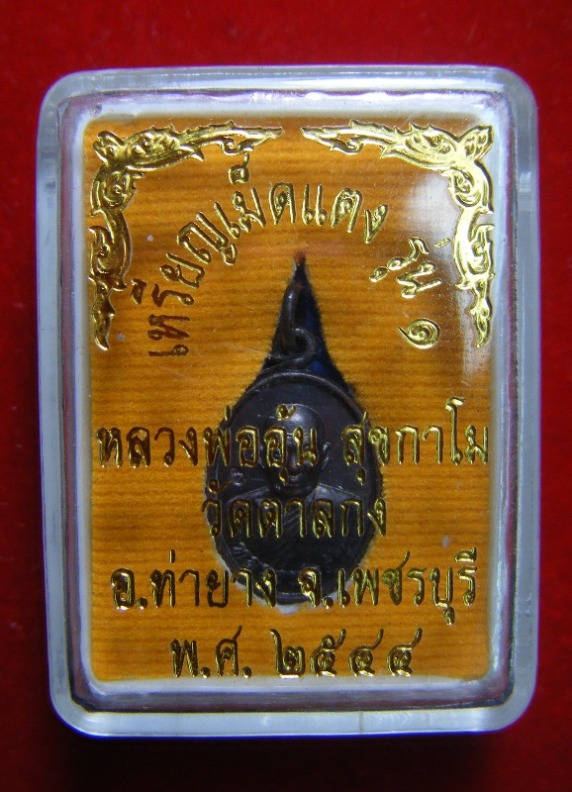 เหรียญเม็ดแตง รุ่น ๑
หลวงพ่ออุ้น สุขกาโม
วัดตาลกง
อ.ท่ายาง จ.เพชรบุรี
พ.ศ. ๒๕๔๔